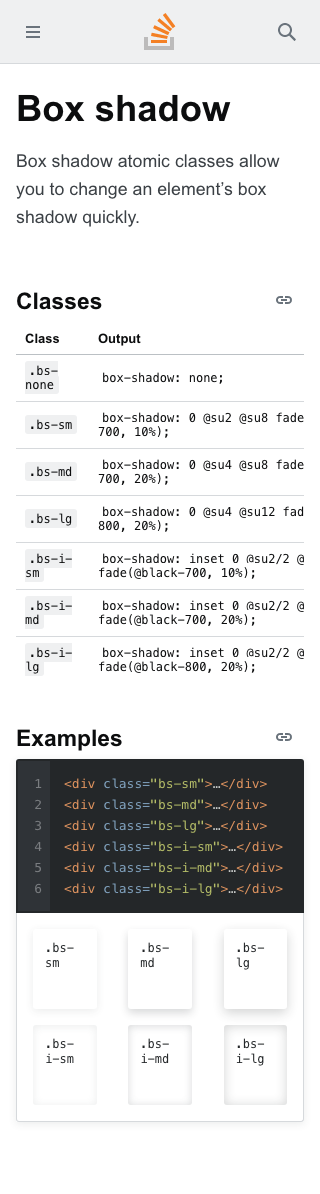 Box shadow
Box shadow atomic classes allow
you to change an element’s box
shadow quickly.
Classes
Class Output
.bs-
none
box-shadow: none;
.bs-sm
box-shadow: 0 @su2 @su8 fade
700, 10%);
.bs-md
box-shadow: 0 @su4 @su8 fade
700, 20%);
.bs-lg
box-shadow: 0 @su4 @su12 fad
800, 20%);
.bs-i-
sm
box-shadow: inset 0 @su2/2 @
fade(@black-700, 10%);
.bs-i-
md
box-shadow: inset 0 @su2/2 @
fade(@black-700, 20%);
.bs-i-
lg
box-shadow: inset 0 @su2/2 @
fade(@black-800, 20%);
Examples
1 <div class="bs-sm">…</div>
2 <div class="bs-md">…</div>
3 <div class="bs-lg">…</div>
4 <div class="bs-i-sm">…</div>
5 <div class="bs-i-md">…</div>
6 <div class="bs-i-lg">…</div>
.bs-
sm
.bs-
md
.bs-
lg
.bs-
i-sm
.bs-
i-md
.bs-
i-lg